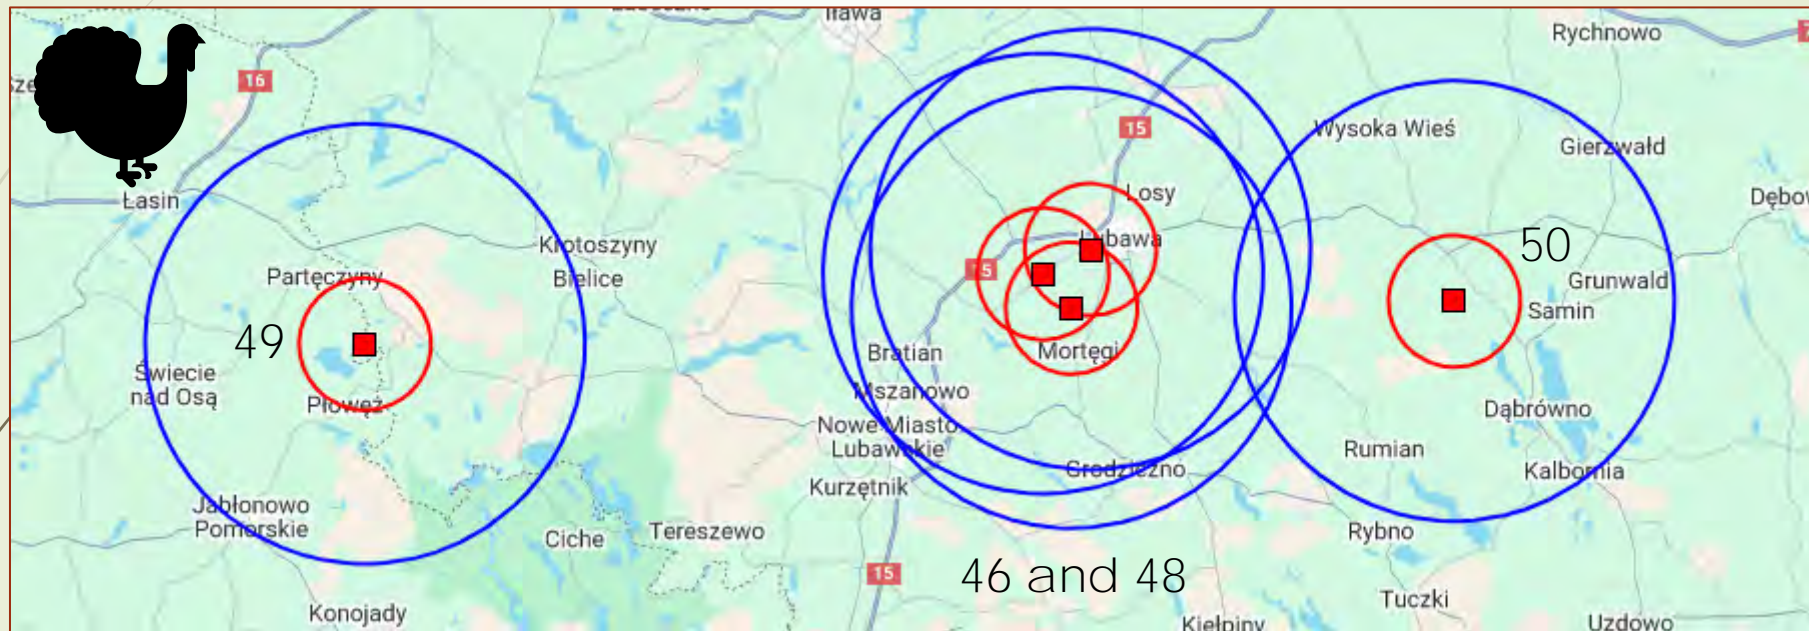 Iława
Rychnowo
16
15
Wysoka Wieś
Gierzwałd
Łasin
Losy
Krotoszyny
Lubawa
50
Partęczyny
Bielice
15
Grunwald
Samin
49
Bratian
Mortęgi
Świecie
nad Osą
Mszanowo
Płowęż
Dąbrówno
Nowe Miasto
Lubawskie
Rumian
Grodziczno
Kalbornia
Kurzętnik
Jabłonowo
Pomorskie
Ciche
Tereszewo
Rybno
15
46 and 48
Konojady
Tuczki
Kiełpiny
Uzdowo